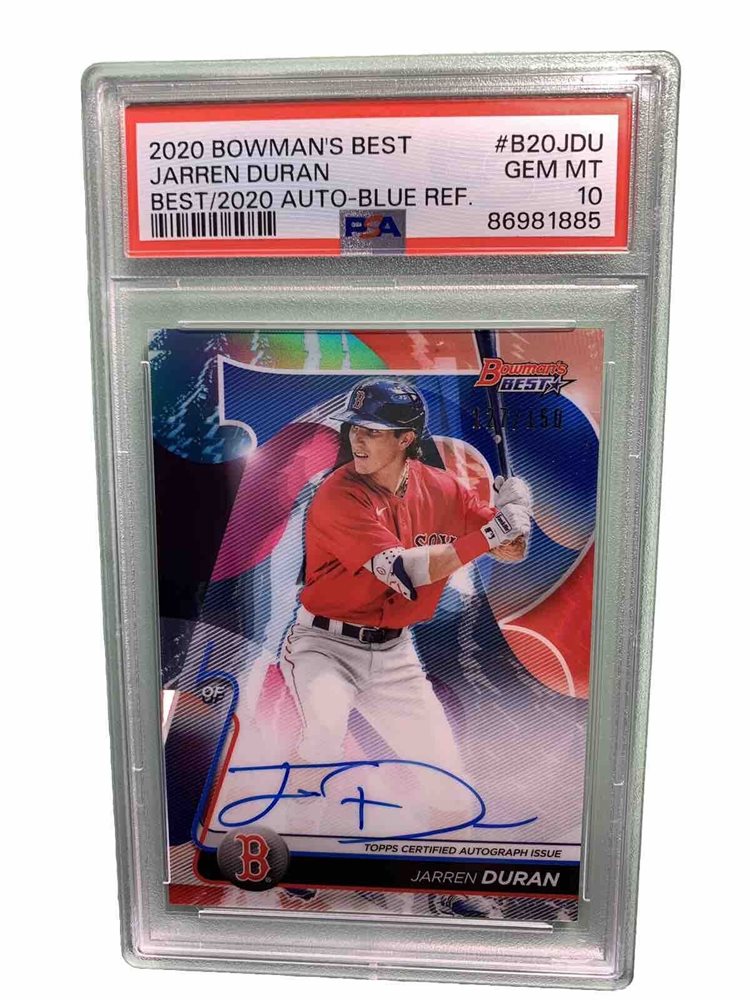 2020 BOWMAN'S BEST #B20JDU
JARREN DURAN GEM MT
BEST/2020 AUTO-BLUE REF. 10
PSA 86981885
Bowman's
BEST
B
SOX
OF
TOPPS CERTIFIED AUTOGRAPH ISSUE
B
JARREN DURAN